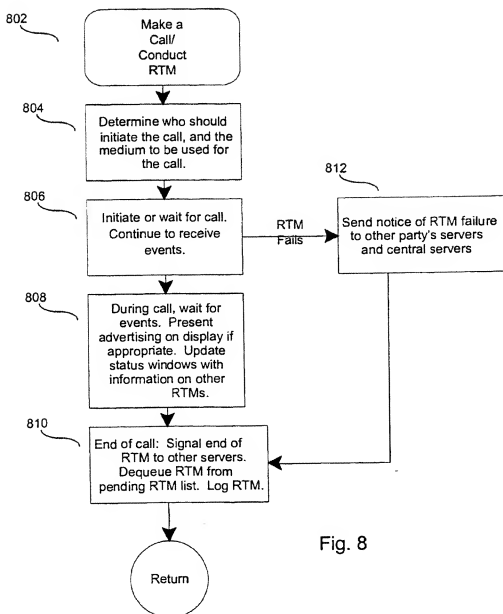 802
Make a
Call/
Conduct
RTM
804
Determine who should
initiate the call, and the
medium to be used for
the call.
806
Initiate or wait for call.
Continue to receive
events.
RTM
Fails
812
Send notice of RTM failure
to other party's servers
and central servers
808
During call, wait for
events. Present
advertising on display if
appropriate. Update
status windows with
information on other
RTMs.
810
End of call: Signal end of
RTM to other servers.
Dequeue RTM from
pending RTM list. Log RTM.
Return
Fig. 8